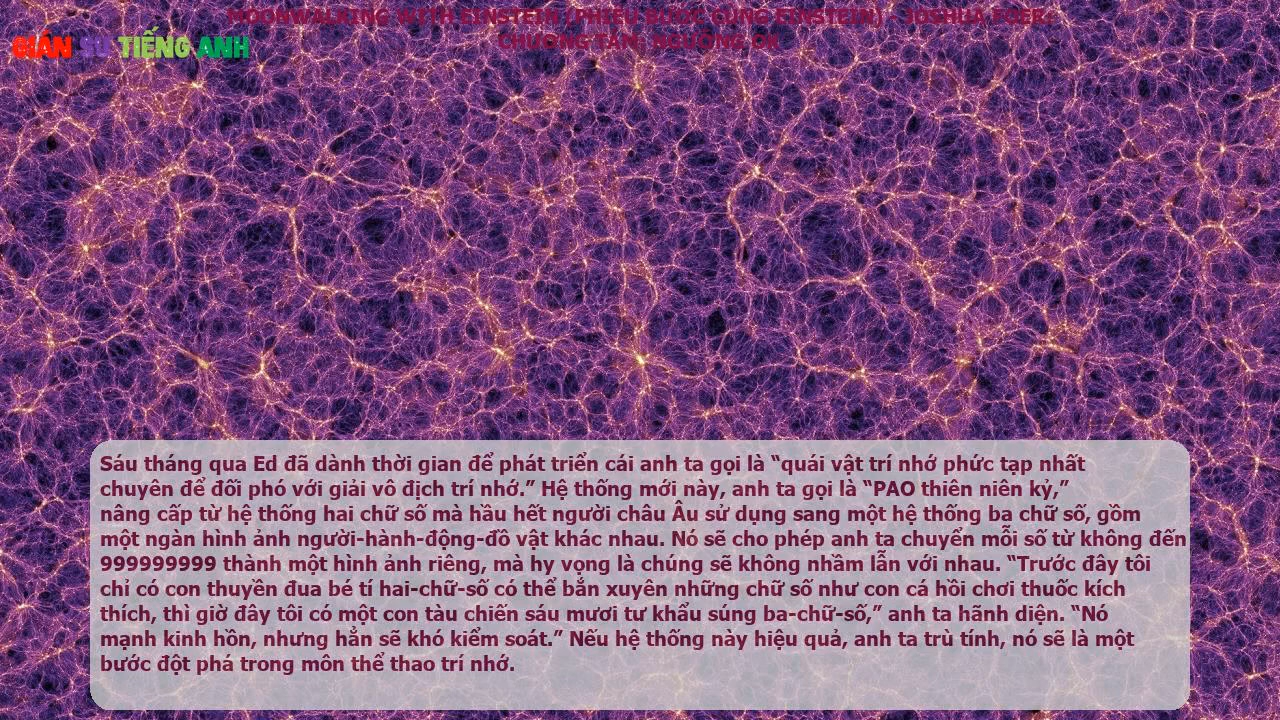 MOONWALKING WITH EINSTEIN (PHIÊU BƯỚC CÙNG EINSTEIN) - JOSHUA FOER:
CHƯƠNG TÁM: NGƯỠNG OK
GIÁN SƯ TIẾNG ANH
Sáu tháng qua Ed đã dành thời gian để phát triển cái anh ta gọi là “quái vật trí nhớ phức tạp nhất
chuyên để đối phó với giải vô địch trí nhớ.” Hệ thống mới này, anh ta gọi là “PAO thiên niên kỷ,”
nâng cấp từ hệ thống hai chữ số mà hầu hết người châu Âu sử dụng sang một hệ thống ba chữ số, gồm
một ngàn hình ảnh người-hành-động-đồ vật khác nhau. Nó sẽ cho phép anh ta chuyển mỗi số từ không đến
999999999 thành một hình ảnh riêng, mà hy vọng là chúng sẽ không nhầm lẫn với nhau. “Trước đây tôi
chỉ có con thuyền đua bé tí hai-chữ-số có thể bắn xuyên những chữ số như con cá hồi chơi thuốc kích
thích, thì giờ đây tôi có một con tàu chiến sáu mươi tư khẩu súng ba-chữ-số,” anh ta hãnh diện. “Nó
mạnh kinh hồn, nhưng hẳn sẽ khó kiểm soát.” Nếu hệ thống này hiệu quả, anh ta trù tính, nó sẽ là một
bước đột phá trong môn thể thao trí nhớ.